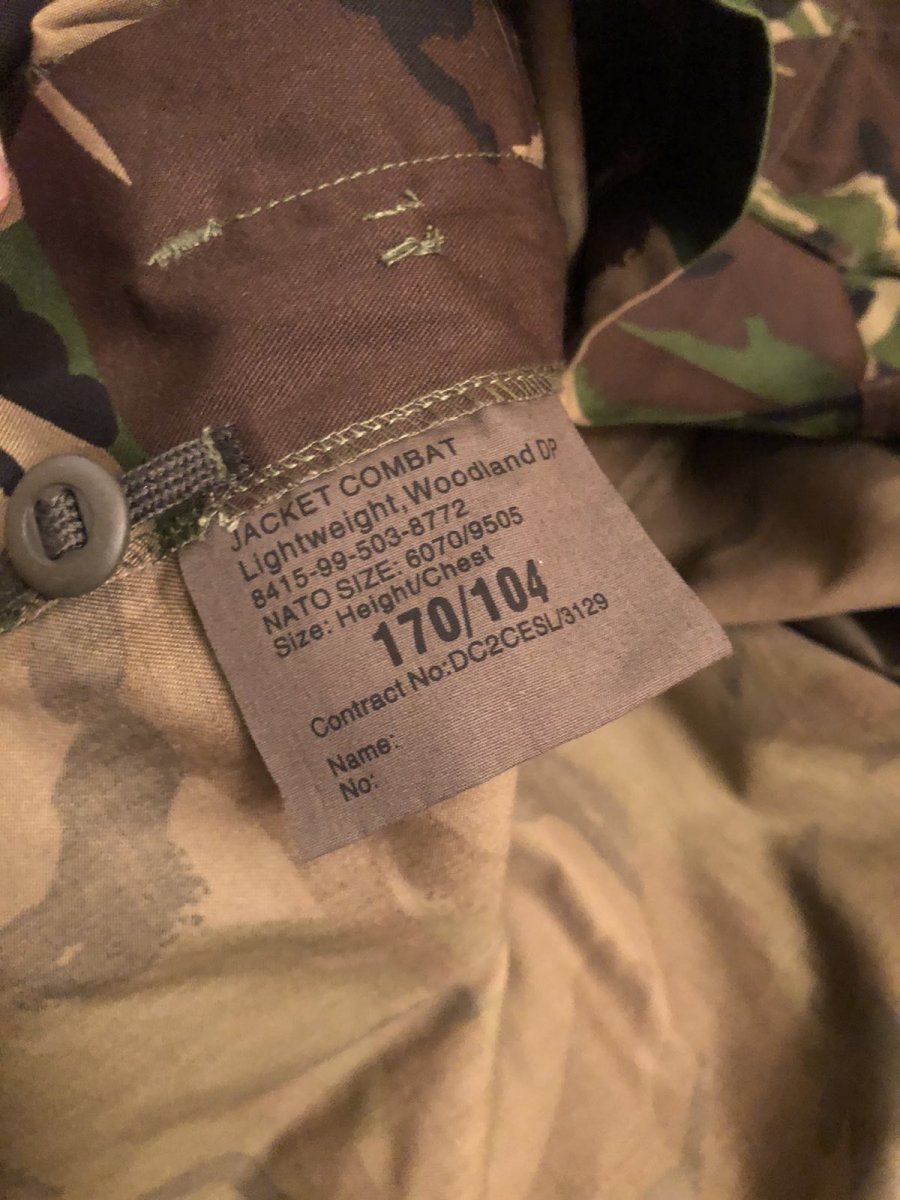 JACKET COMBAT
Lightweight, Woodland DP
8415-99-503-8772
NATO SIZE: 6070/9505
Size: Height/Chest
170/104
Contract No:DC2CESL/3129
Name:
No: